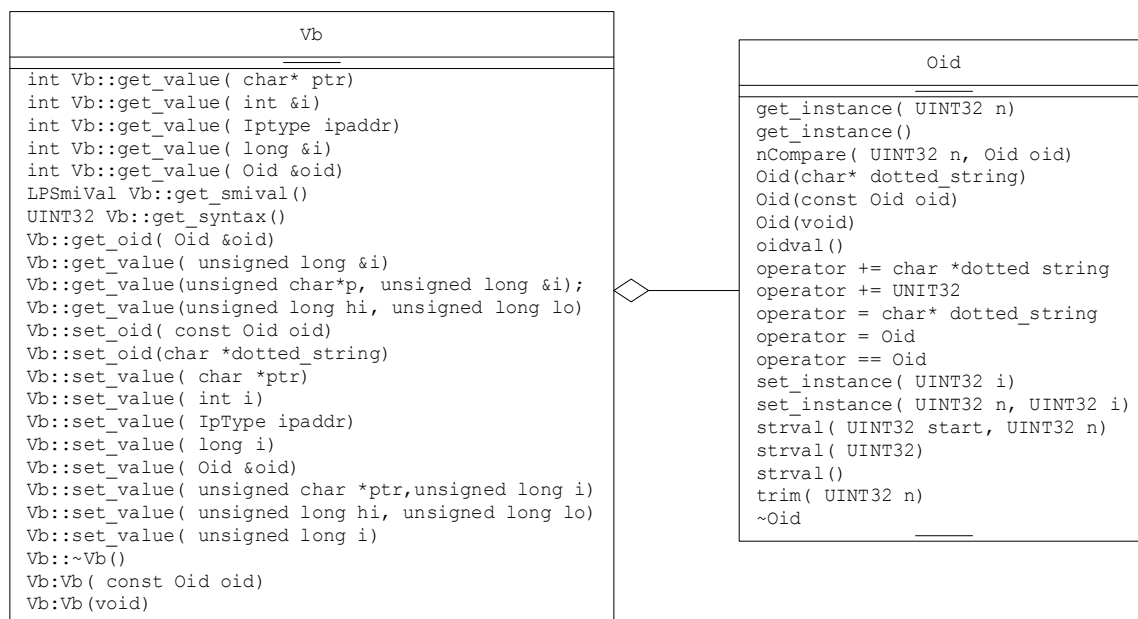 Vb
int Vb::get_value( char* ptr)
int Vb::get_value( int &i)
int Vb::get_value( Iptype ipaddr)
int Vb::get_value( long &i)
int Vb::get_value( Oid &oid)
LPSmiVal Vb::get_smival()
UINT32 Vb::get_syntax()
Vb::get_oid( Oid &oid)
Vb::get_value( unsigned long &i)
Vb::get_value(unsigned char*p, unsigned long &i);
Vb::get_value(unsigned long hi, unsigned long lo)
Vb::set_oid( const Oid oid)
Vb::set_oid(char *dotted_string)
Vb::set_value( char *ptr)
Vb::set_value( int i)
Vb::set_value( IpType ipaddr)
Vb::set_value( long i)
Vb::set_value( Oid &oid)
Vb::set_value( unsigned char *ptr,unsigned long i)
Vb::set_value( unsigned long hi, unsigned long lo)
Vb::set_value( unsigned long i)
Vb::~Vb()
Vb:Vb( const Oid oid)
Vb:Vb(void)
Oid
get_instance( UINT32 n)
get_instance()
nCompare( UINT32 n, Oid oid)
Oid(char* dotted_string)
Oid(const Oid oid)
Oid(void)
oidval()
operator += char *dotted string
operator += UNIT32
operator = char* dotted_string
operator = Oid
operator == Oid
set_instance( UINT32 i)
set_instance( UINT32 n, UINT32 i)
strval( UINT32 start, UINT32 n)
strval( UINT32)
strval()
trim( UINT32 n)
~Oid